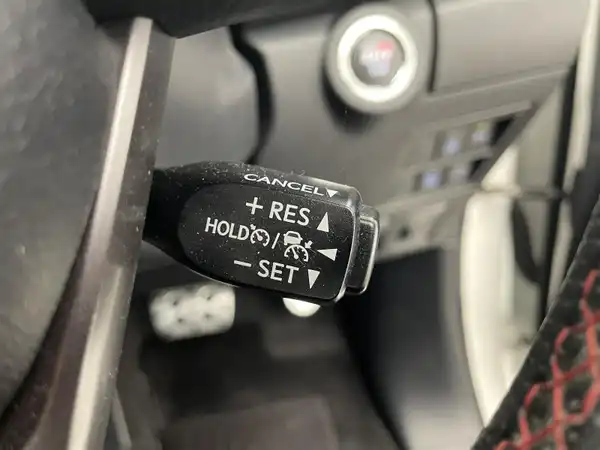 CANCEL▼
+ RES ▲
HOLD / ◀
− SET ▼